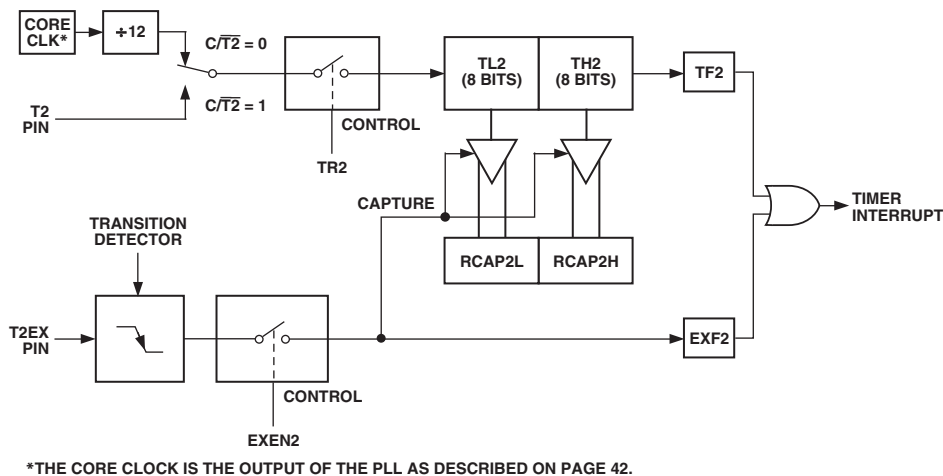 CORE
CLK*
÷12
C/T2̅ = 0
C/T2̅ = 1
T2
PIN
CONTROL
TR2
TL2
(8 BITS)
TH2
(8 BITS)
TF2
CAPTURE
TIMER
INTERRUPT
TRANSITION
DETECTOR
RCAP2L
RCAP2H
T2EX
PIN
EXF2
CONTROL
EXEN2
*THE CORE CLOCK IS THE OUTPUT OF THE PLL AS DESCRIBED ON PAGE 42.